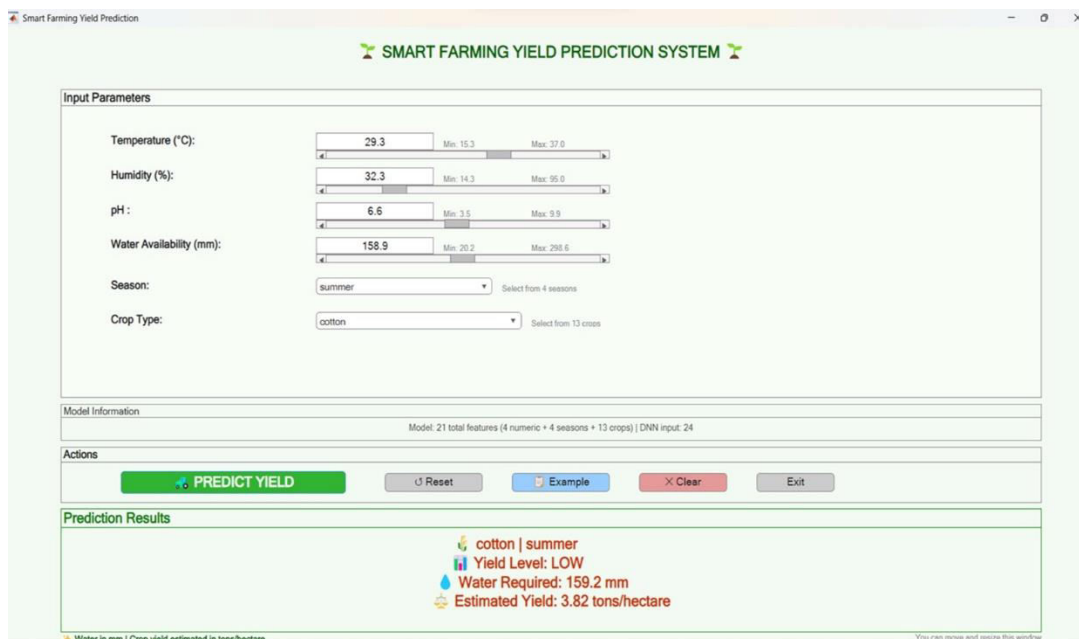 Smart Farming Yield Prediction
SMART FARMING YIELD PREDICTION SYSTEM
Input Parameters
Temperature (°C): 29.3 Min: 15.3 Max: 37.0
Humidity (%): 32.3 Min: 14.3 Max: 95.0
pH : 6.6 Min: 3.5 Max: 9.9
Water Availability (mm): 158.9 Min: 20.2 Max: 298.6
Season: summer Select from 4 seasons
Crop Type: cotton Select from 13 crops
Model Information
Model: 21 total features (4 numeric + 4 seasons + 13 crops) | DNN input: 24
Actions
PREDICT YIELD ↺ Reset Example × Clear Exit
Prediction Results
cotton | summer
Yield Level: LOW
Water Required: 159.2 mm
Estimated Yield: 3.82 tons/hectare
Water in mm | Crop yield estimated in tons/hectare You can move and resize this window